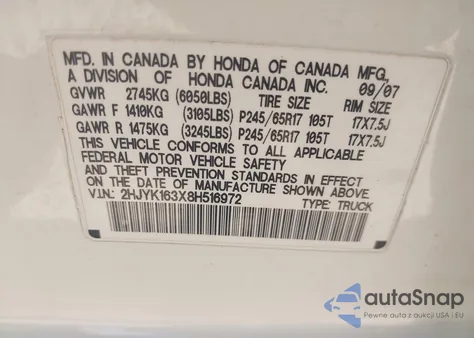 MFD. IN CANADA BY HONDA OF CANADA MFG.,
A DIVISION OF HONDA CANADA INC. 09/07
GVWR 2745KG (6050LBS) TIRE SIZE RIM SIZE
GAWR F 1410KG (3105LBS) P245/65R17 105T 17X7.5J
GAWR R 1475KG (3245LBS) P245/65R17 105T 17X7.5J
THIS VEHICLE CONFORMS TO ALL APPLICABLE
FEDERAL MOTOR VEHICLE SAFETY
AND THEFT PREVENTION STANDARDS IN EFFECT
ON THE DATE OF MANUFACTURE SHOWN ABOVE.
V.I.N.: 2HJYK163X8H516972 TYPE: TRUCK
autoSnap
Pewne auta z aukcji USA i EU